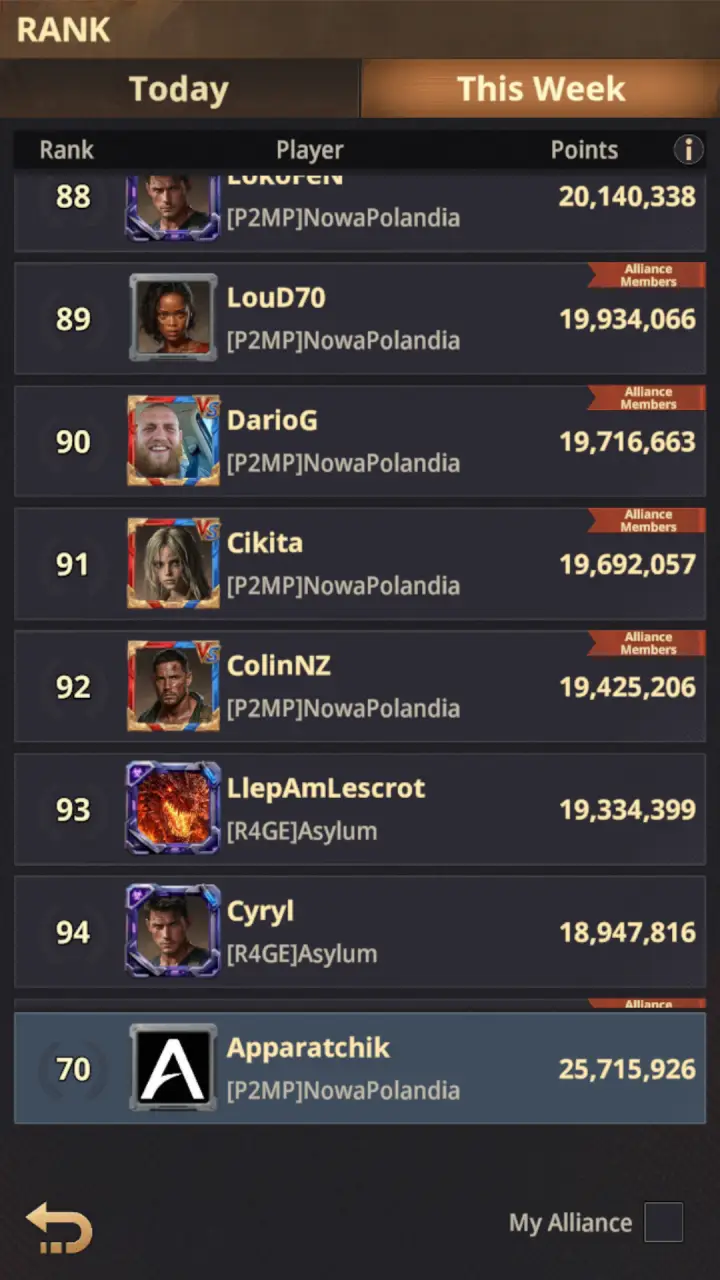 RANK
Today
This Week
Rank
Player
Points
88
20,140,338
[P2MP]NowaPolandia
Alliance
Members
89
LouD70
19,934,066
[P2MP]NowaPolandia
Alliance
Members
90
DarioG
19,716,663
[P2MP]NowaPolandia
Alliance
Members
91
Cikita
19,692,057
[P2MP]NowaPolandia
Alliance
Members
92
ColinNZ
19,425,206
[P2MP]NowaPolandia
93
LlepAmLescrot
19,334,399
[R4GE]Asylum
94
Cyryl
18,947,816
[R4GE]Asylum
Alliance
70
Apparatchik
25,715,926
[P2MP]NowaPolandia
My Alliance